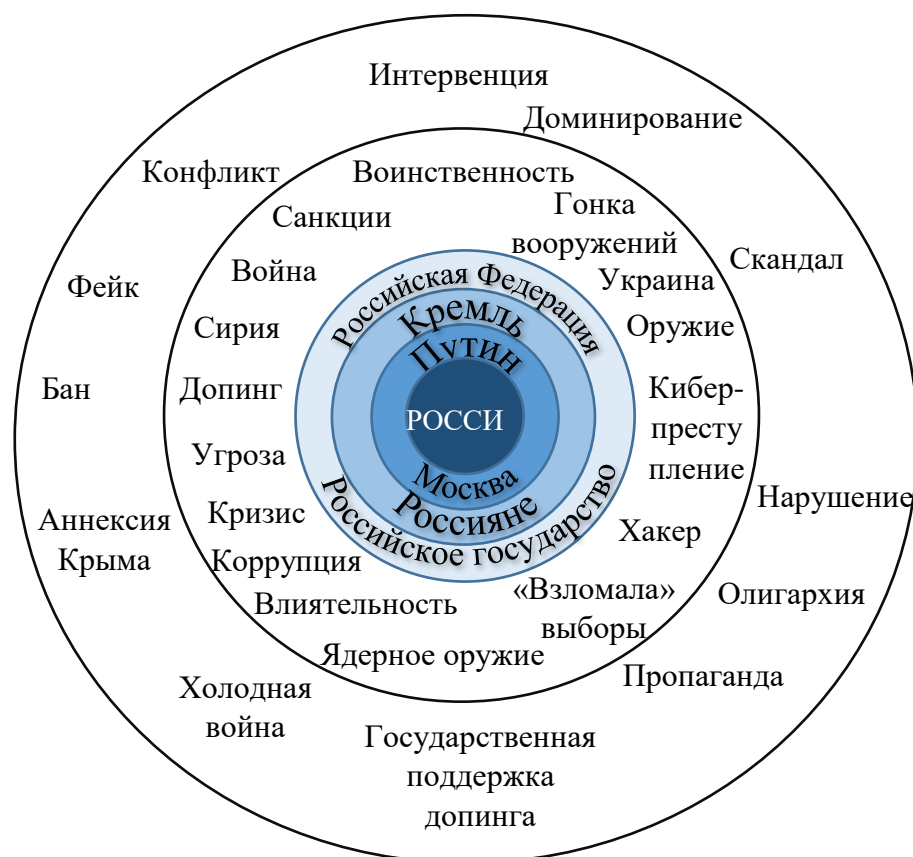 Интервенция
Доминирование
Конфликт
Воинственность
Санкции
Гонка
вооружений
Скандал
Война
Украина
Фейк
Российская Федерация
Сирия
Кремль
Оружие
Путин
Бан
Допинг
РОССИ
Кибер-
престу
пление
Угроза
Москва
Россияне
Российское государство
Нарушение
Аннексия
Крыма
Кризис
Хакер
Коррупция
Влиятельность
«Взломала»
выборы
Олигархия
Ядерное оружие
Пропаганда
Холодная
война
Государственная
поддержка
допинга